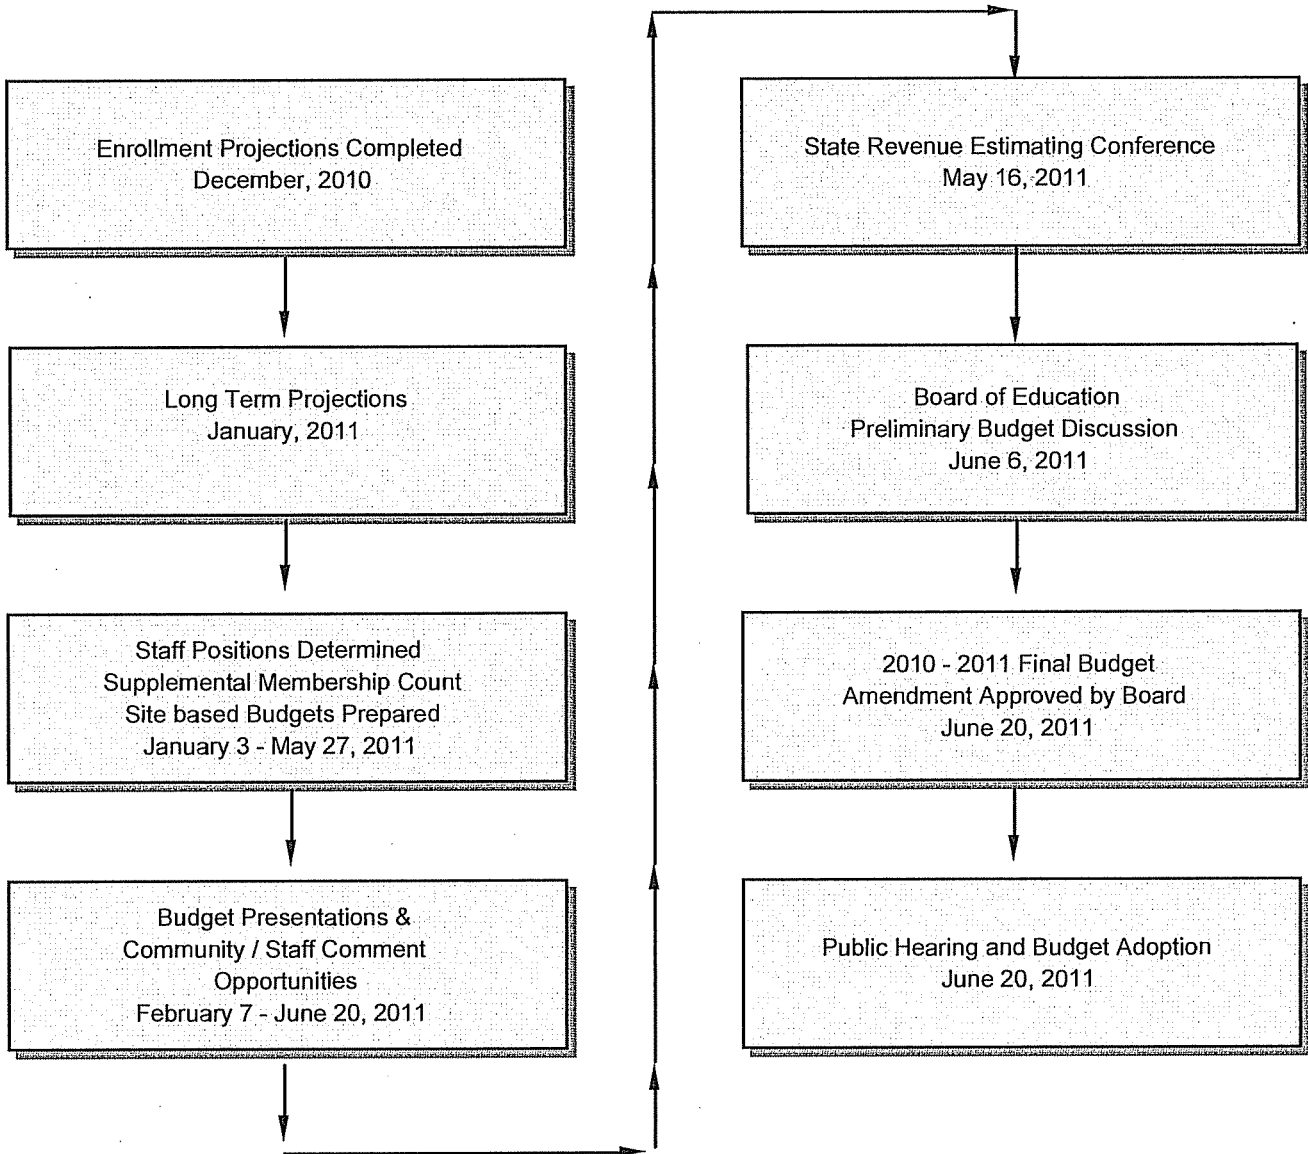 Enrollment Projections Completed
December, 2010
Long Term Projections
January, 2011
Staff Positions Determined
Supplemental Membership Count
Site based Budgets Prepared
January 3 - May 27, 2011
Budget Presentations &
Community / Staff Comment
Opportunities
February 7 - June 20, 2011
State Revenue Estimating Conference
May 16, 2011
Board of Education
Preliminary Budget Discussion
June 6, 2011
2010 - 2011 Final Budget
Amendment Approved by Board
June 20, 2011
Public Hearing and Budget Adoption
June 20, 2011